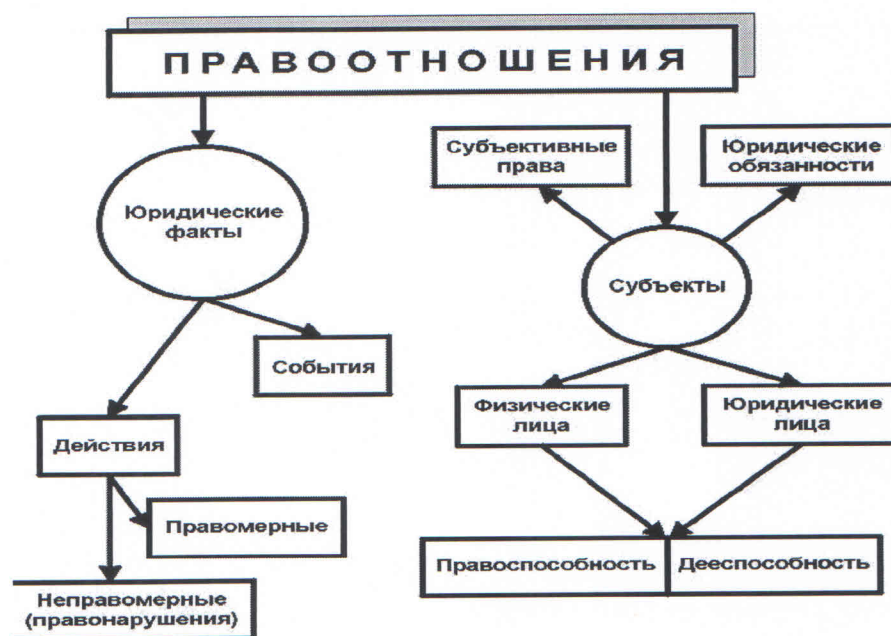 ПРАВООТНОШЕНИЯ
Субъективные
права
Юридические
обязанности
Юридические
факты
Субъекты
События
Физические
лица
Юридические
лица
Действия
Правомерные
Правоспособность
Дееспособность
Неправомерные
(правонарушения)